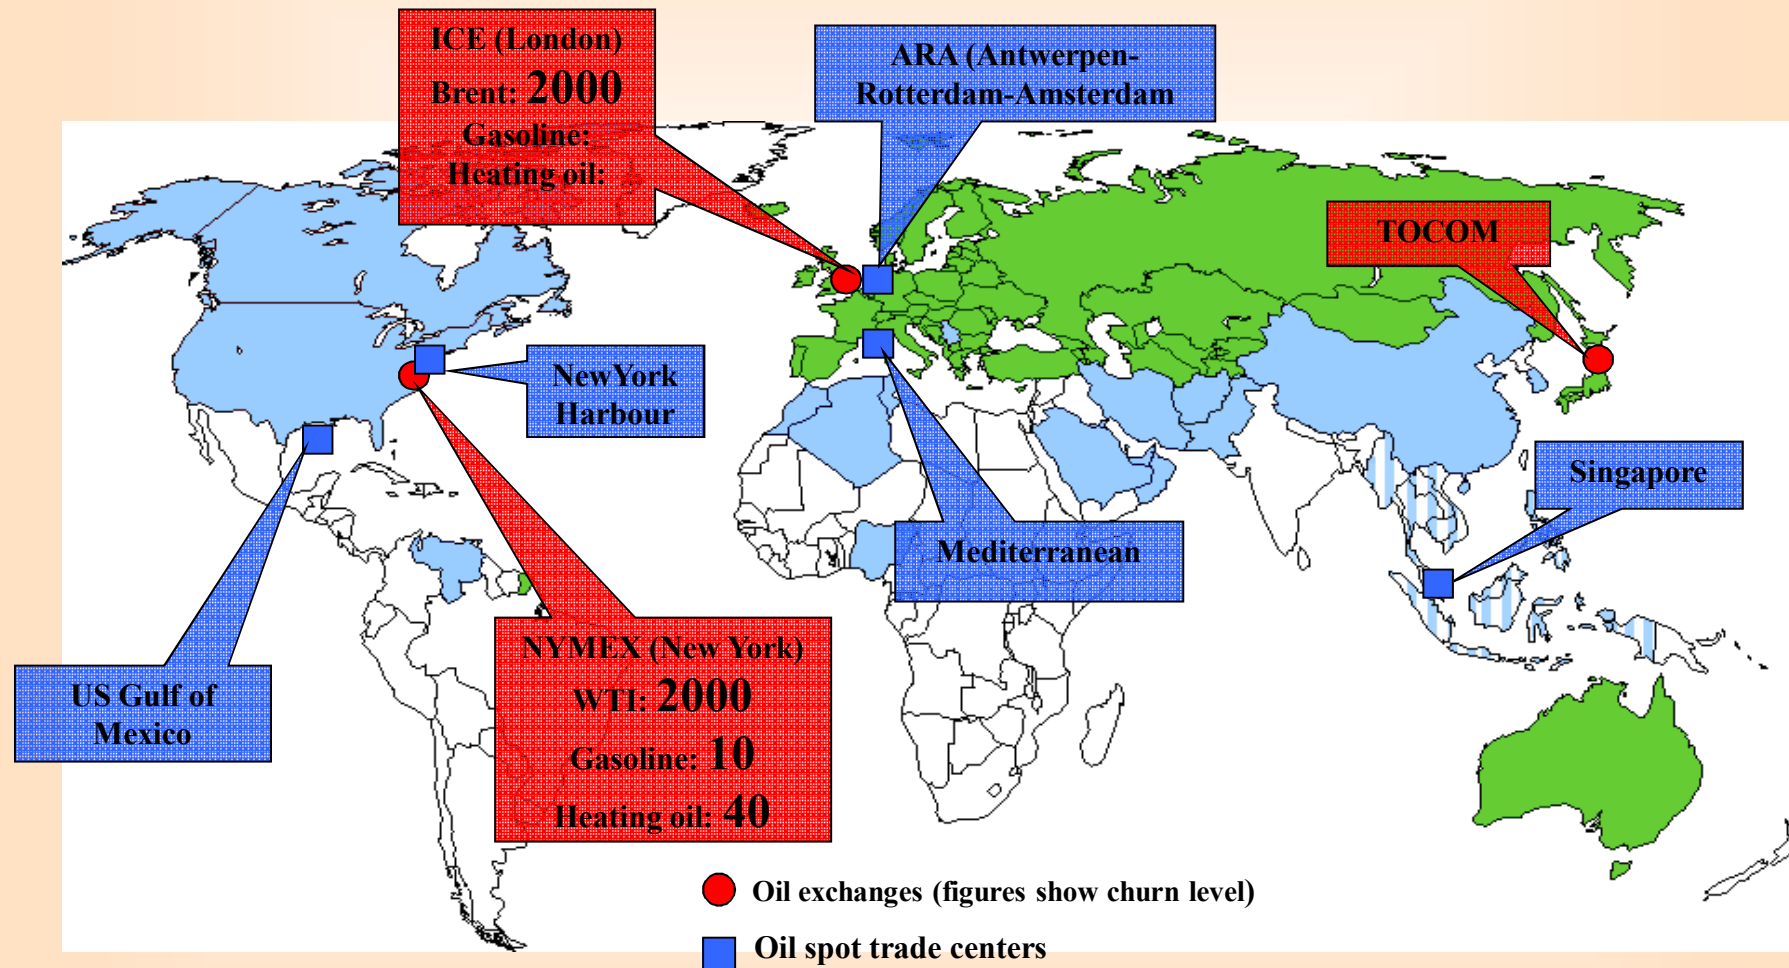 ICE (London)
Brent: 2000
Gasoline:
Heating oil:
ARA (Antwerpen-
Rotterdam-Amsterdam
TOCOM
NewYork
Harbour
Singapore
Mediterranean
US Gulf of
Mexico
NYMEX (New York)
WTI: 2000
Gasoline: 10
Heating oil: 40
Oil exchanges (figures show churn level)
Oil spot trade centers